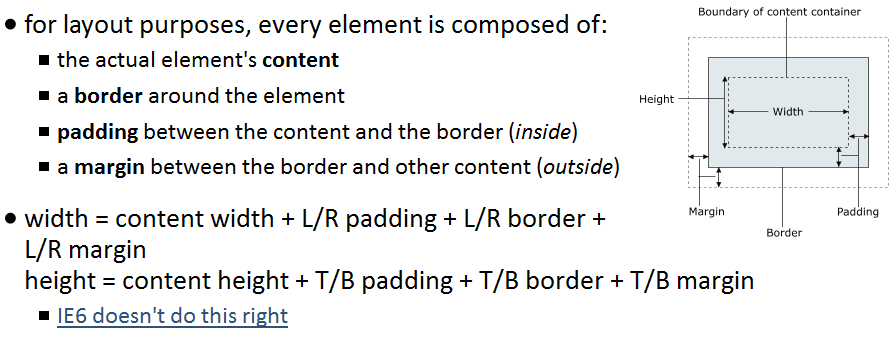 • for layout purposes, every element is composed of:
▪ the actual element's content
▪ a border around the element
▪ padding between the content and the border (inside)
▪ a margin between the border and other content (outside)
• width = content width + L/R padding + L/R border +
L/R margin
height = content height + T/B padding + T/B border + T/B margin
▪ IE6 doesn't do this right
Boundary of content container
Height
Width
Margin
Padding
Border